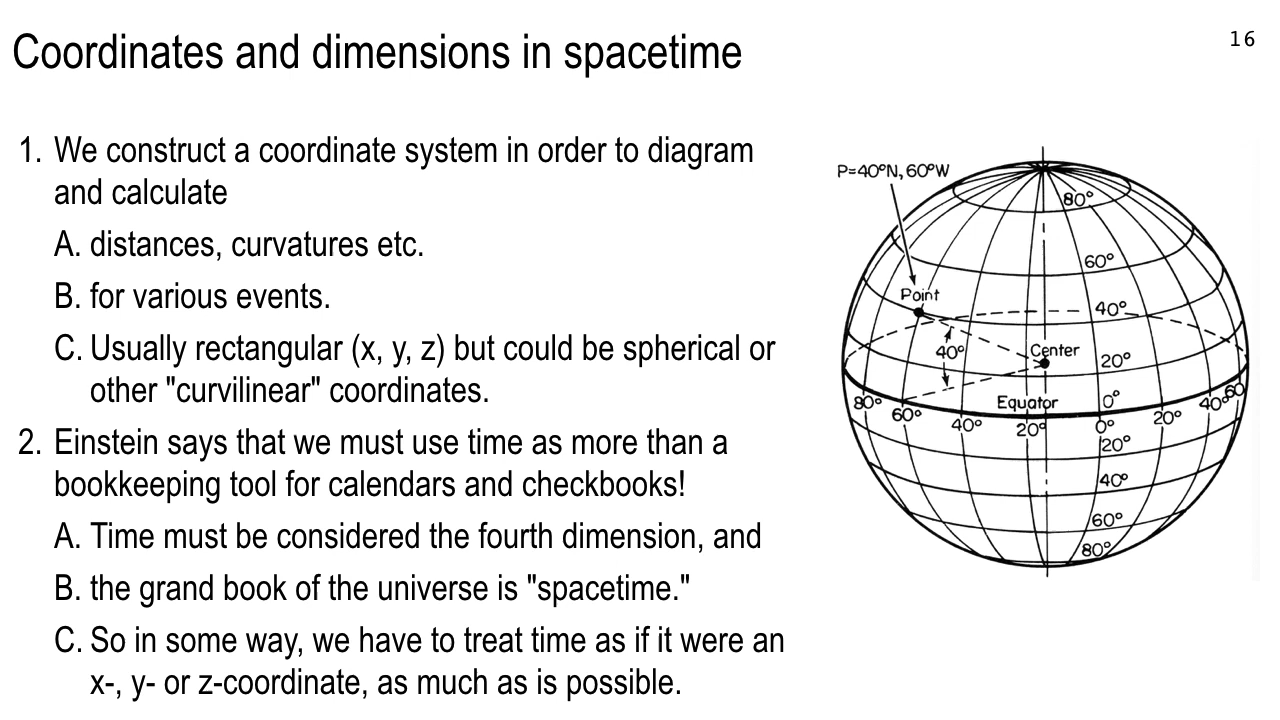 Coordinates and dimensions in spacetime
16
1. We construct a coordinate system in order to diagram
and calculate
A. distances, curvatures etc.
B. for various events.
C. Usually rectangular (x, y, z) but could be spherical or
other "curvilinear" coordinates.
2. Einstein says that we must use time as more than a
bookkeeping tool for calendars and checkbooks!
A. Time must be considered the fourth dimension, and
B. the grand book of the universe is "spacetime."
C. So in some way, we have to treat time as if it were an
x-, y- or z-coordinate, as much as is possible.
P=40°N, 60°W
80°
60°
Point
40°
40°
Center
20°
Equator
0°
80°
60°
40°
20°
0°
20°
40°
60
20°
40°
60°
80°